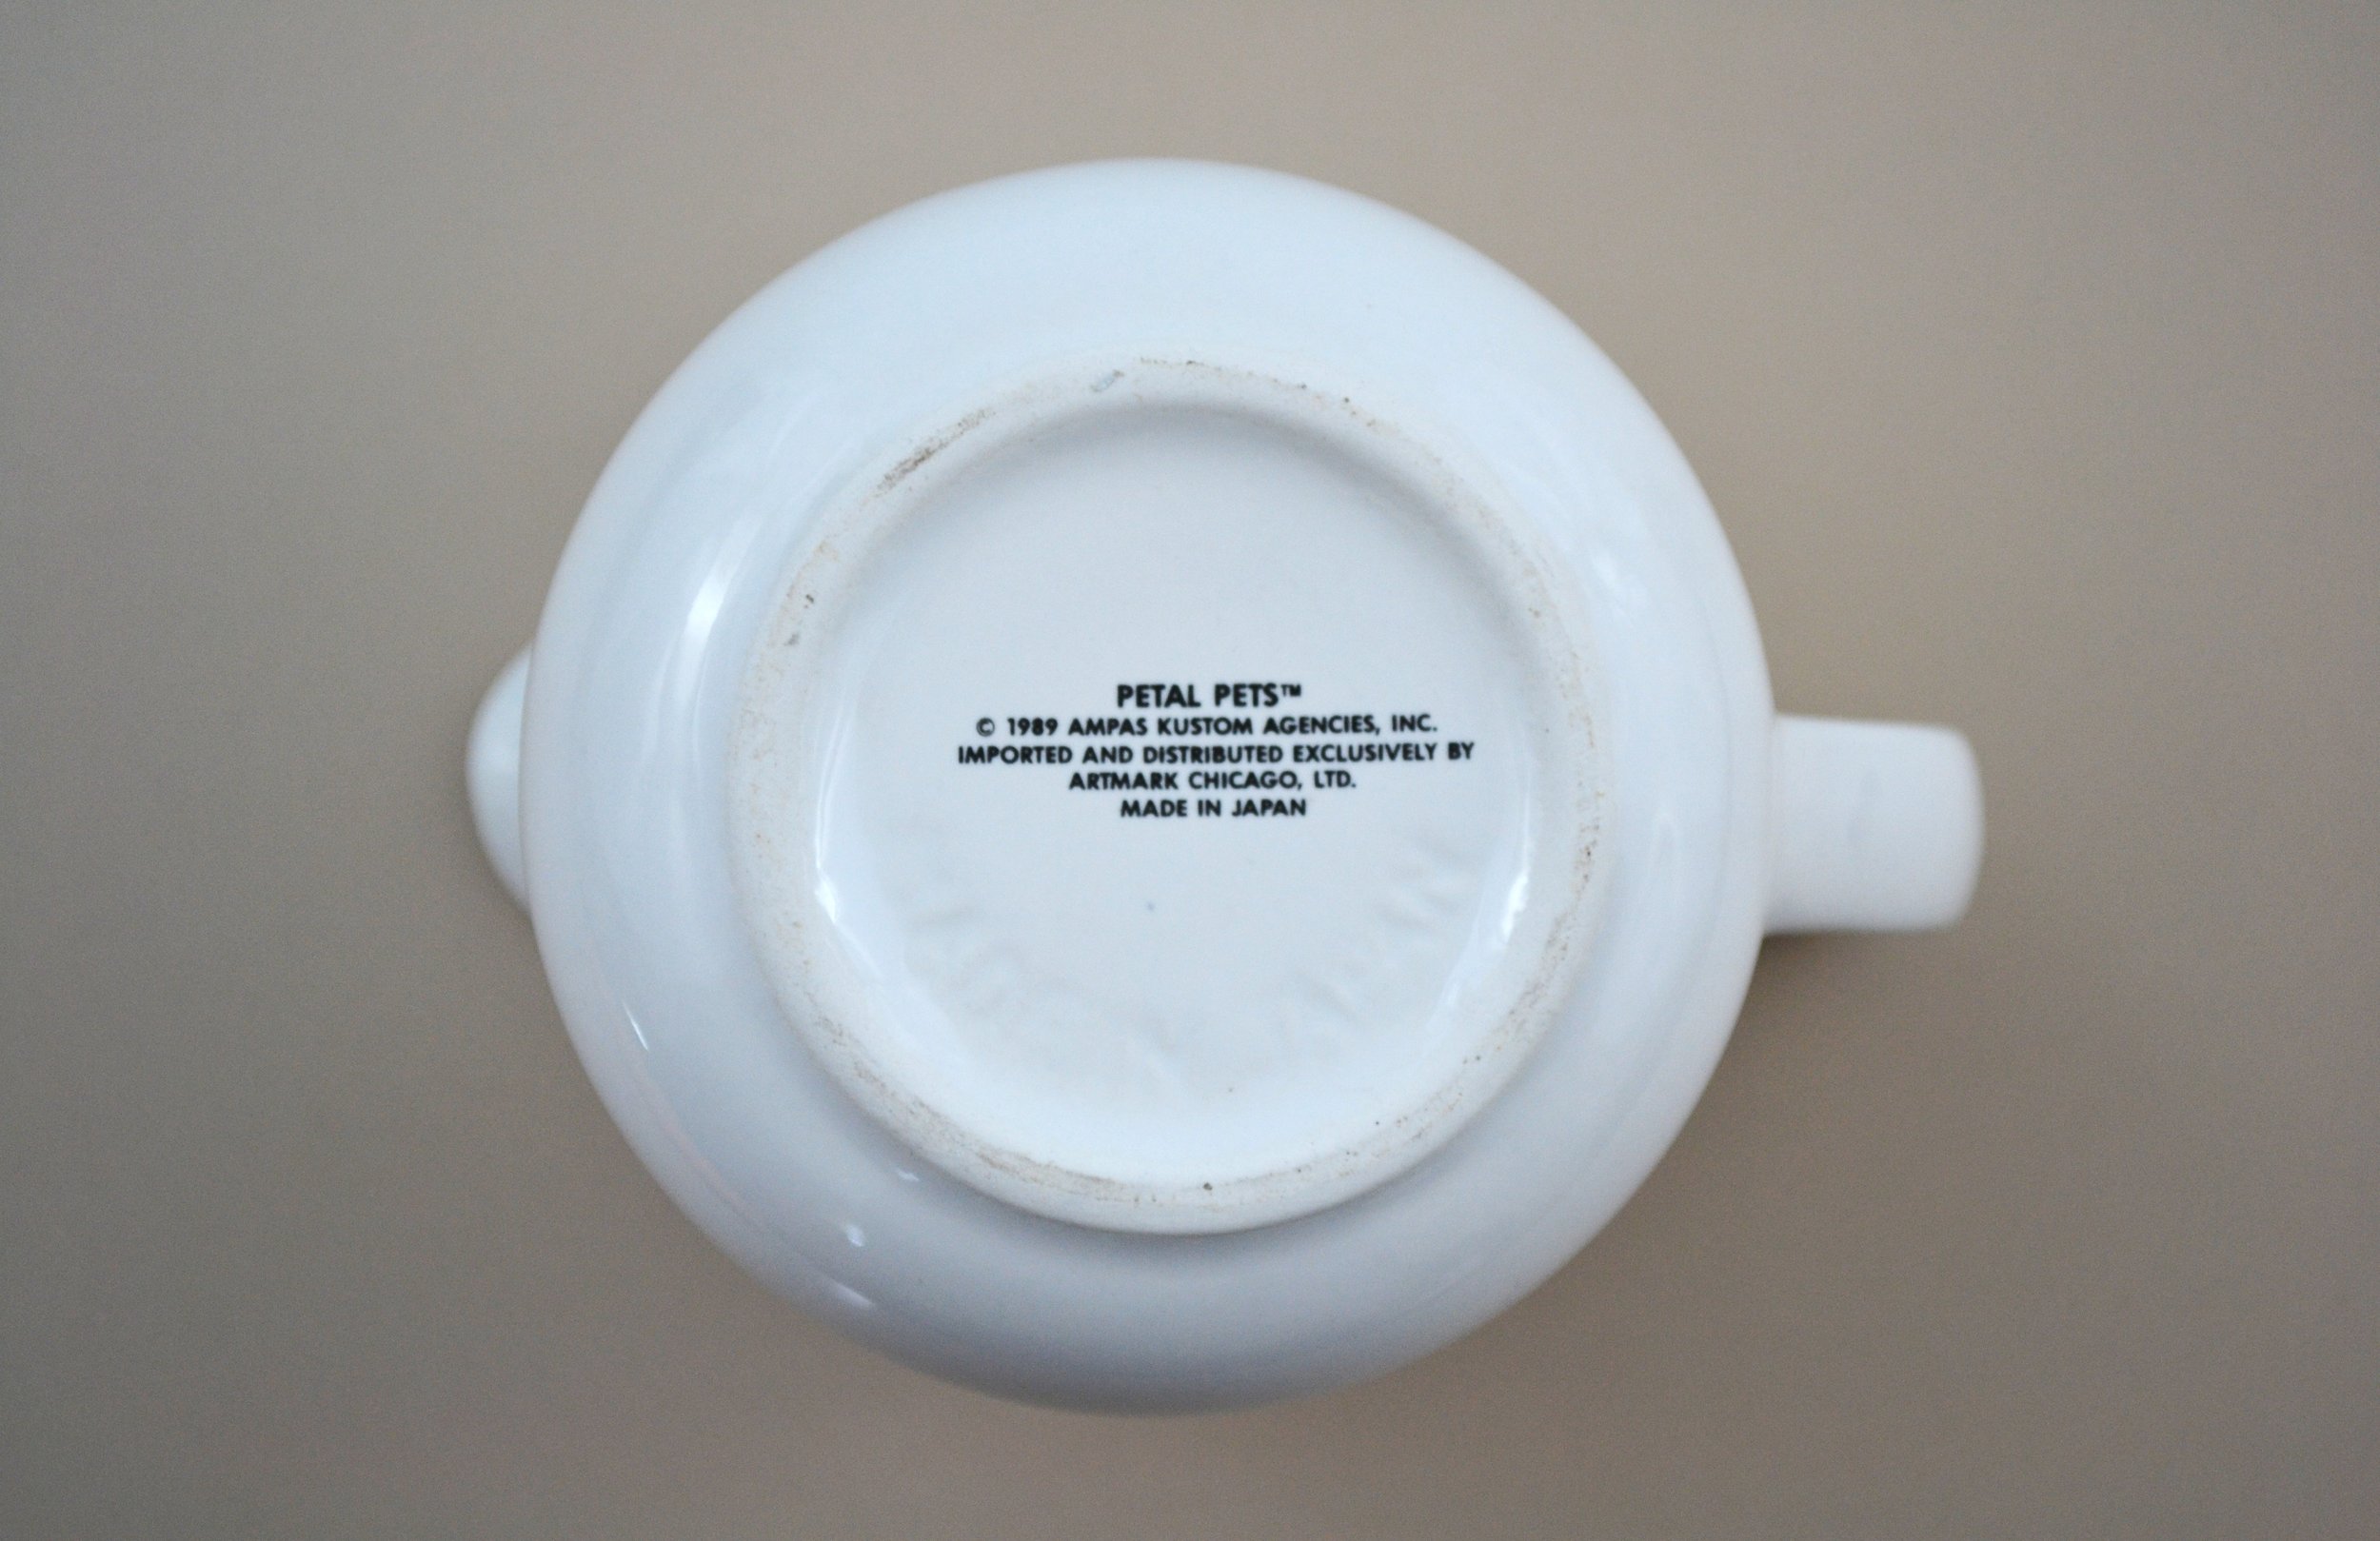 PETAL PETS™
© 1989 AMPAS KUSTOM AGENCIES, INC.
IMPORTED AND DISTRIBUTED EXCLUSIVELY BY
ARTMARK CHICAGO, LTD.
MADE IN JAPAN